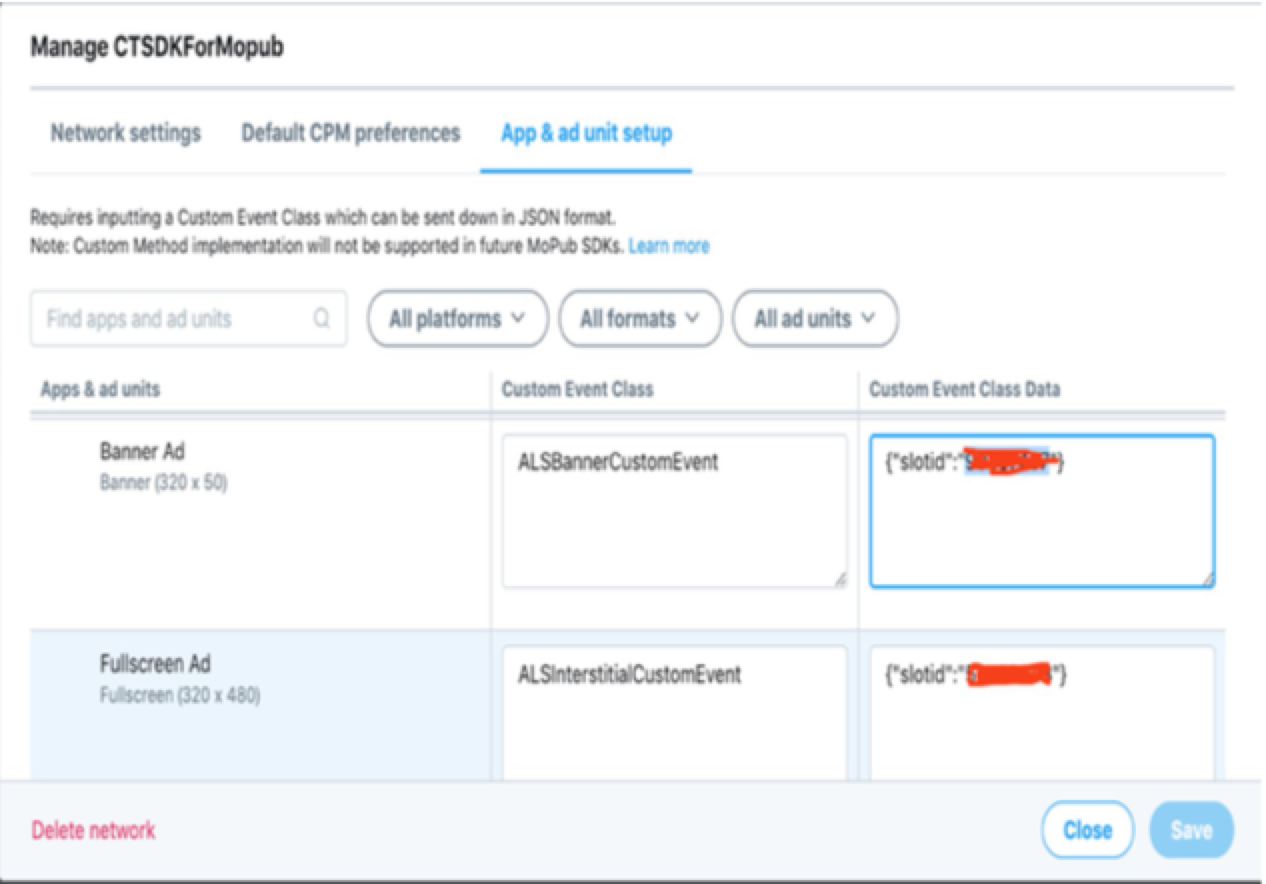 Manage CTSDKForMopub
Network settings Default CPM preferences App & ad unit setup
Requires inputting a Custom Event Class which can be sent down in JSON format.
Note: Custom Method implementation will not be supported in future MoPub SDKs. Learn more
Find apps and ad units All platforms All formats All ad units
Apps & ad units Custom Event Class Custom Event Class Data
Banner Ad ALSBannerCustomEvent {"slotid":" "}
Banner (320 x 50)
Fullscreen Ad ALSInterstitialCustomEvent {"slotid":" "}
Fullscreen (320 x 480)
Delete network Close Save